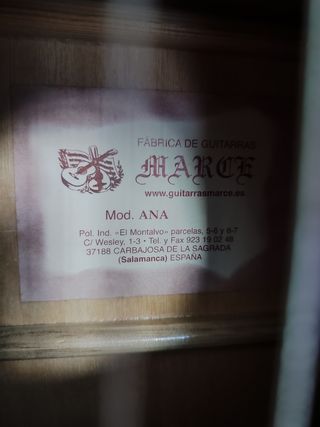 FÁBRICA DE GUITARRAS
MARCE
www.guitarrasmarce.es
Mod. ANA
Pol. Ind. «El Montalvo» parcelas, 5-6 y 6-7
C/ Wesley, 1-3 • Tel. y Fax 923 19 02 48
37188 CARBAJOSA DE LA SAGRADA
(Salamanca) ESPAÑA